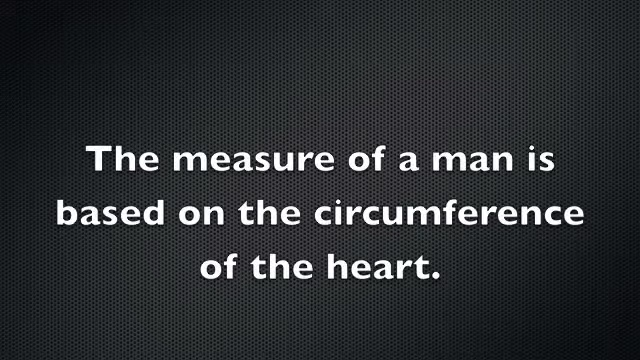 The measure of a man is
based on the circumference
of the heart.